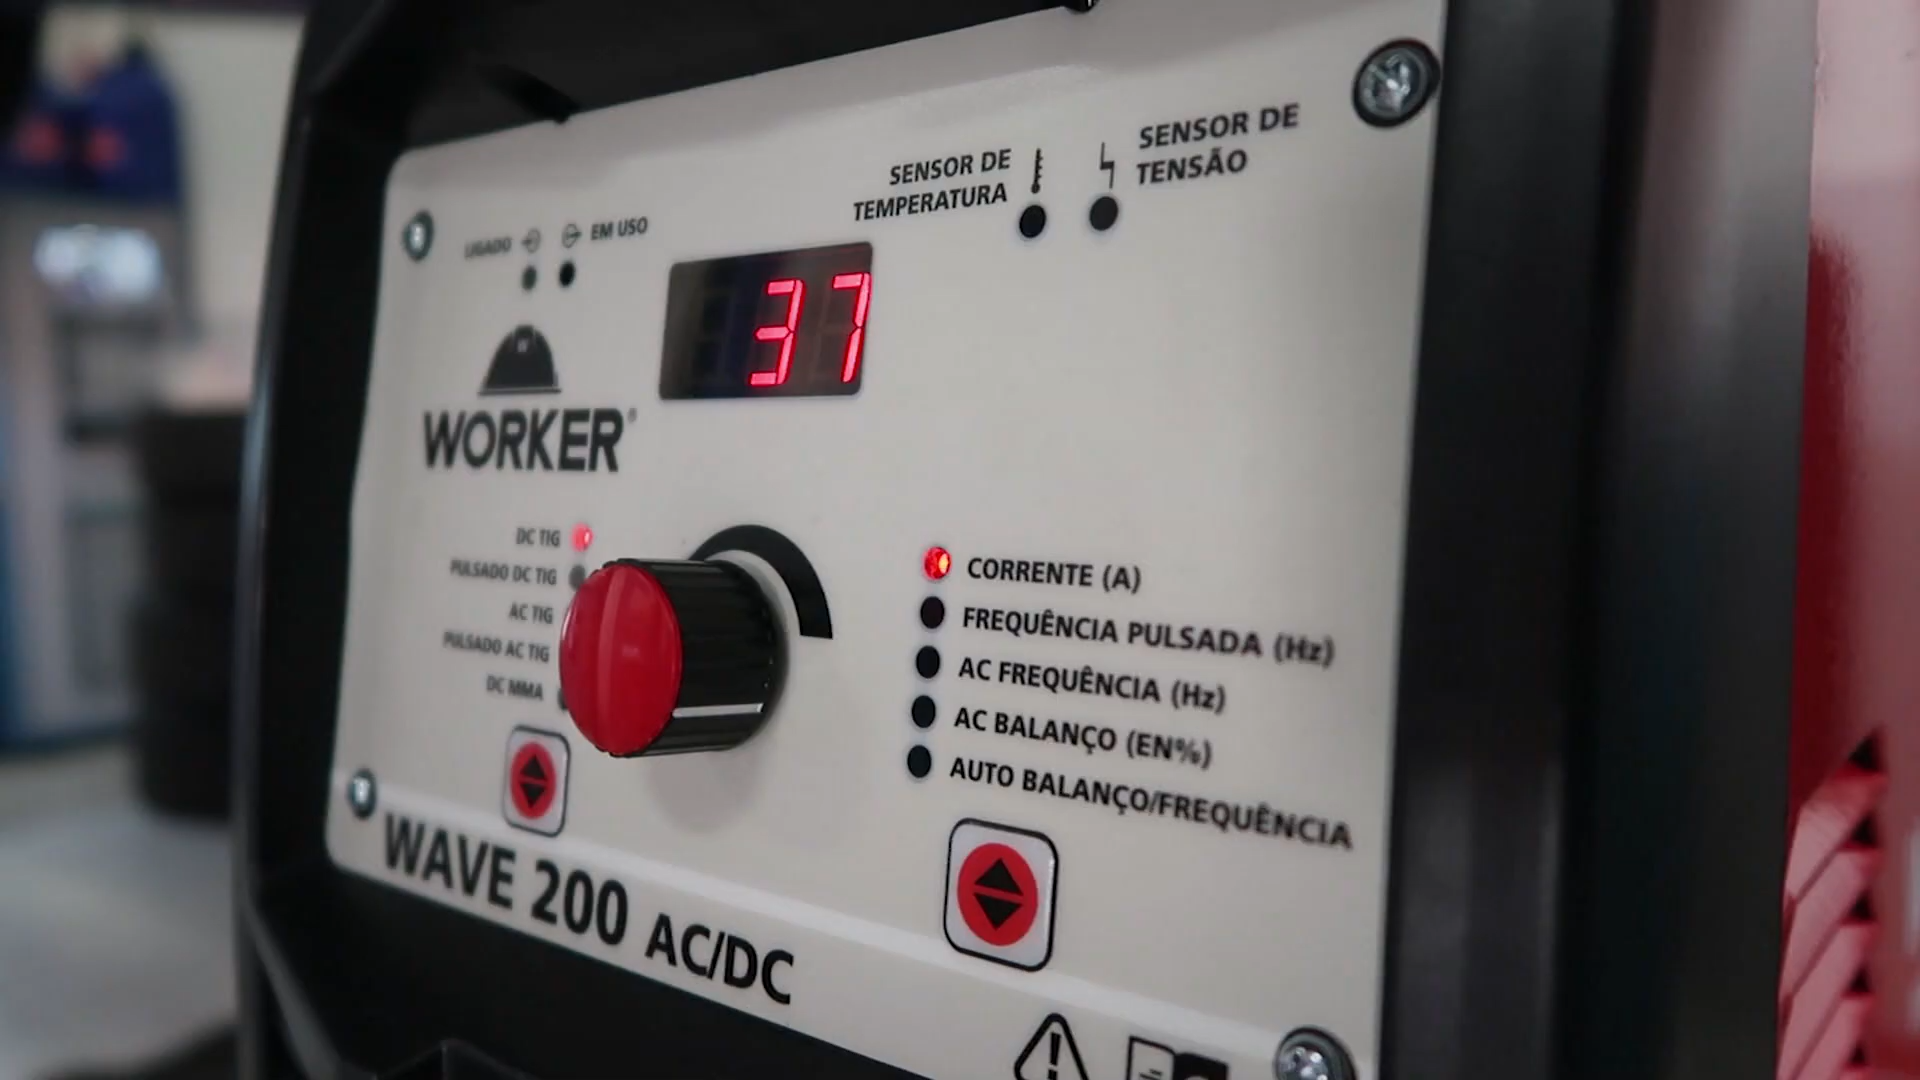 SENSOR DE
TEMPERATURA
SENSOR DE
TENSÃO
LIGADO
EM USO
37
WORKER®
DC TIG
PULSADO DC TIG
AC TIG
PULSADO AC TIG
DC MMA
CORRENTE (A)
FREQUÊNCIA PULSADA (Hz)
AC FREQUÊNCIA (Hz)
AC BALANÇO (EN%)
AUTO BALANÇO/FREQUÊNCIA
WAVE 200 AC/DC